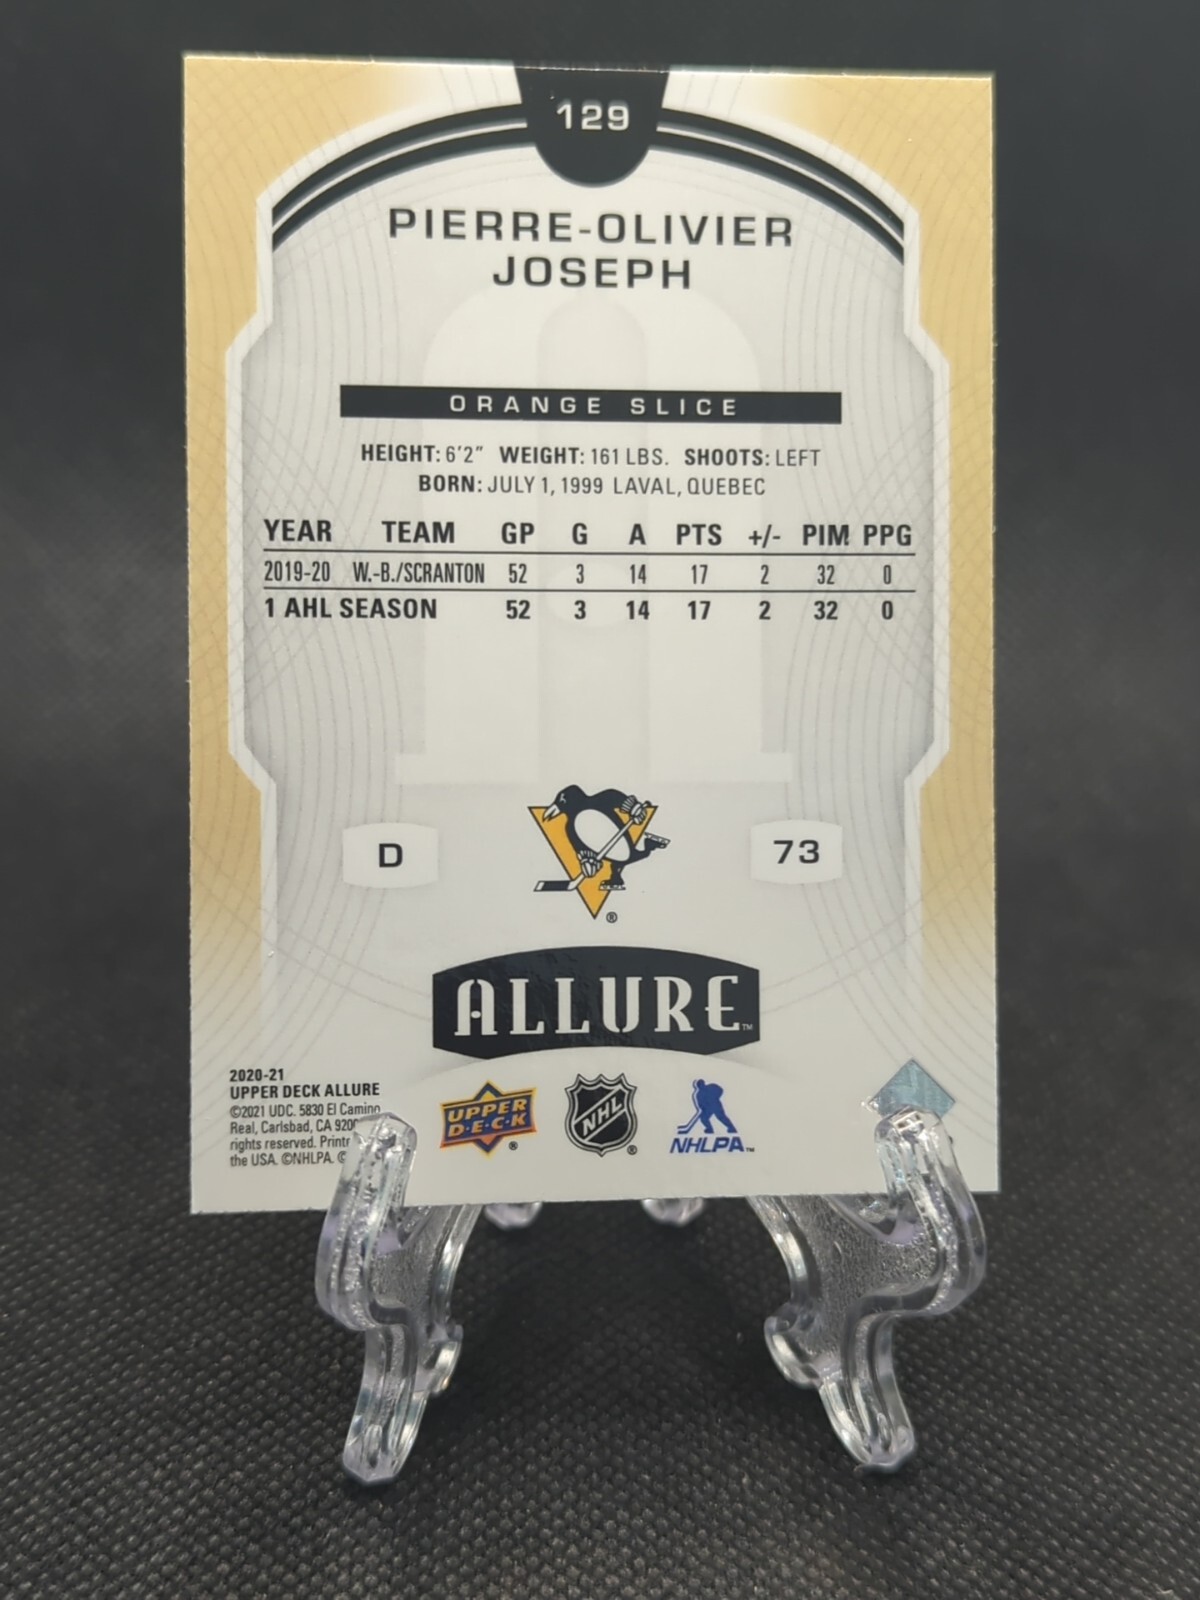 129
PIERRE-OLIVIER
JOSEPH
ORANGE SLICE
HEIGHT: 6'2" WEIGHT: 161 LBS. SHOOTS: LEFT
BORN: JULY 1, 1999 LAVAL, QUEBEC
YEAR TEAM GP G A PTS +/- PIM PPG
2019-20 W.-B./SCRANTON 52 3 14 17 2 32 0
1 AHL SEASON 52 3 14 17 2 32 0
D
73
ALLURE™
2020-21
UPPER DECK ALLURE
©2021 UDC. 5830 El Camino
Real, Carlsbad, CA
rights reserved.
the USA. ©NHLPA. ©
UPPER
D·E·C·K ®
NHL ®
NHLPA™